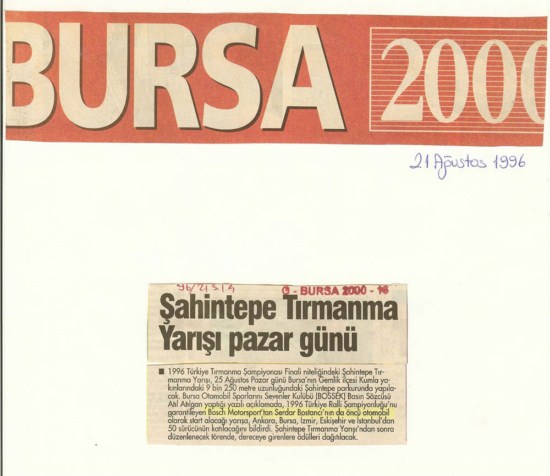 BURSA 2000
21 Ağustos 1996
96/213/4
G - BURSA 2000 - 16
Şahintepe Tırmanma
Yarışı pazar günü
■ 1996 Türkiye Tırmanma Şampiyonası Finali niteliğindeki Şahintepe Tır-
manma Yarışı, 25 Ağustos Pazar günü Bursa'nın Gemlik ilçesi Kumla ya-
kınlarındaki 9 bin 250 metre uzunluğundaki Şahintepe parkurunda yapıla-
cak. Bursa Otomobil Sporlarını Sevenler Kulübü (BOSSEK) Basın Sözcüsü
Atıl Atılgan yaptığı yazılı açıklamada, 1996 Türkiye Ralli Şampiyonluğu'nu
garantileyen Bosch Motorsport'tan Serdar Bostancı'nın da öncü otomobil
olarak start alacağı yarışa, Ankara, Bursa, İzmir, Eskişehir ve İstanbul'dan
50 sürücünün katılacağını bildirdi. Şahintepe Tırmanma Yarışı'ndan sonra
düzenlenecek törende, dereceye girenlere ödülleri dağıtılacak.